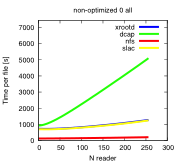 non-optimized 0 all
xrootd
dcap
nfs
slac
Time per file [s]
7000
6000
5000
4000
3000
2000
1000
0
0 50 100 150 200 250 300
N reader